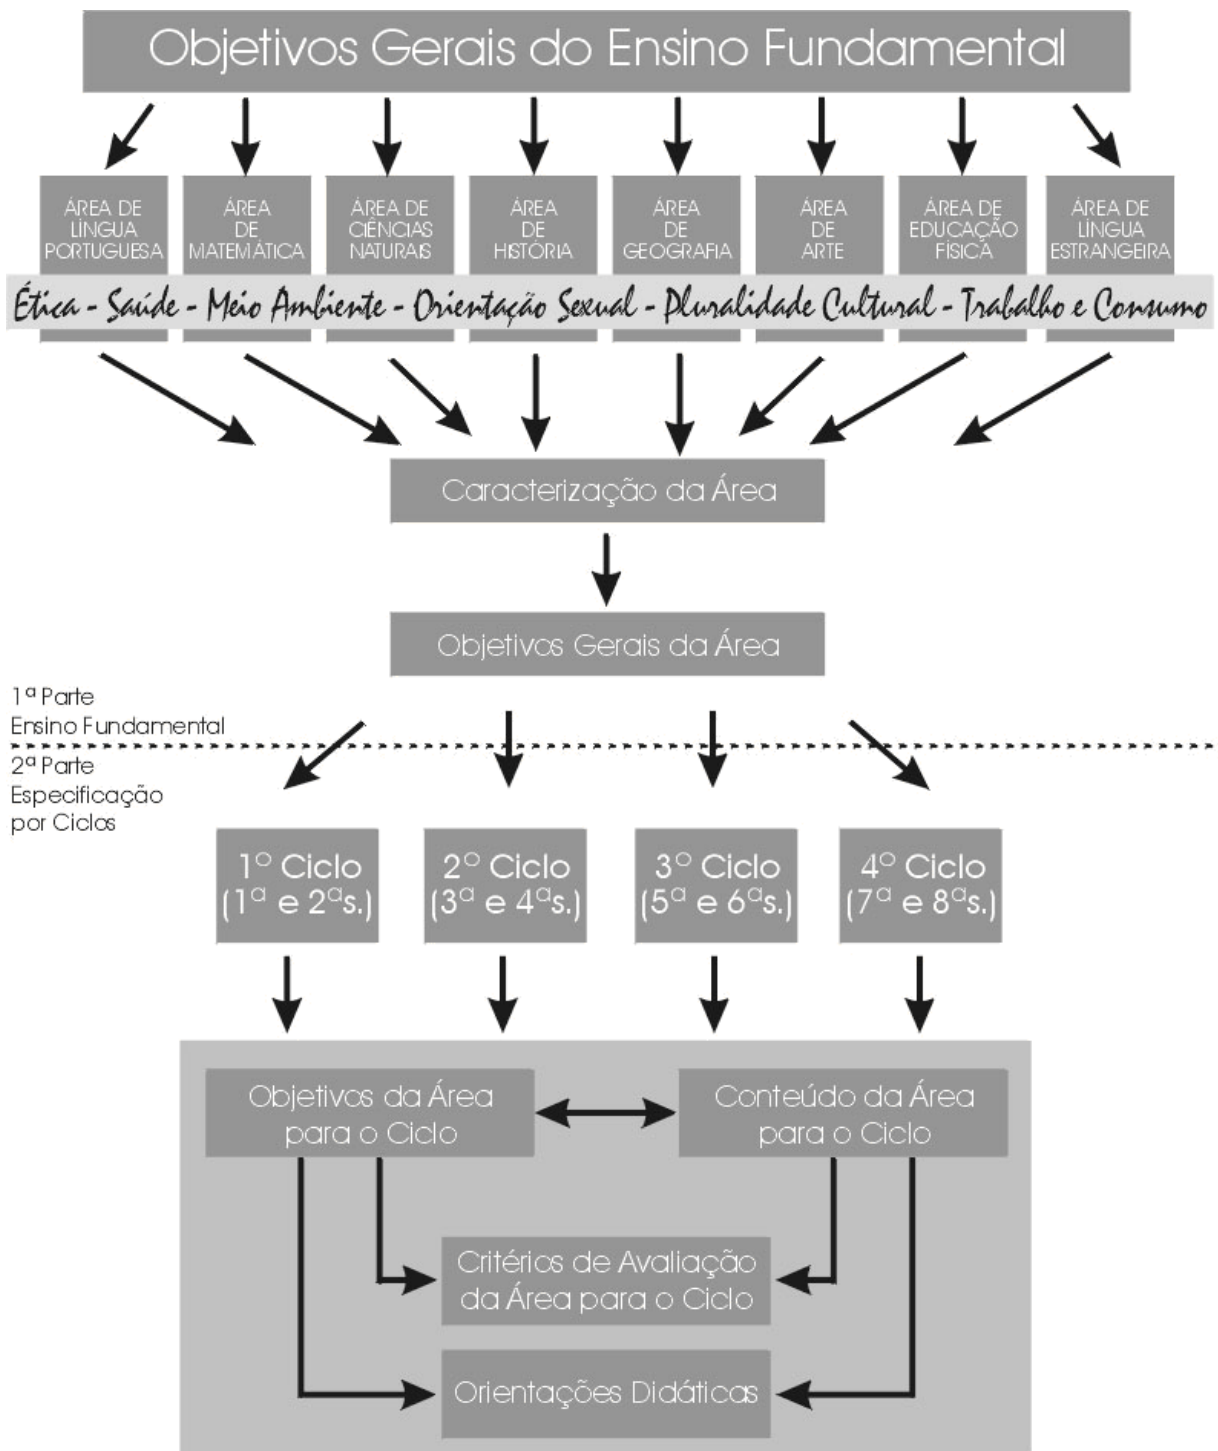 Objetivos Gerais do Ensino Fundamental
ÁREA DE
LÍNGUA
PORTUGUESA
ÁREA
DE
MATEMÁTICA
ÁREA DE
CIÊNCIAS
NATURAIS
ÁREA
DE
HISTÓRIA
ÁREA
DE
GEOGRAFIA
ÁREA
DE
ARTE
ÁREA DE
EDUCAÇÃO
FÍSICA
ÁREA DE
LÍNGUA
ESTRANGEIRA
Ética - Saúde - Meio Ambiente - Orientação Sexual - Pluralidade Cultural - Trabalho e Consumo
Caracterização da Área
Objetivos Gerais da Área
1ª Parte
Ensino Fundamental
2ª Parte
Especificação
por Ciclos
1º Ciclo
(1ª e 2ªs.)
2º Ciclo
(3ª e 4ªs.)
3º Ciclo
(5ª e 6ªs.)
4º Ciclo
(7ª e 8ªs.)
Objetivos da Área
para o Ciclo
Conteúdo da Área
para o Ciclo
Critérios de Avaliação
da Área para o Ciclo
Orientações Didáticas